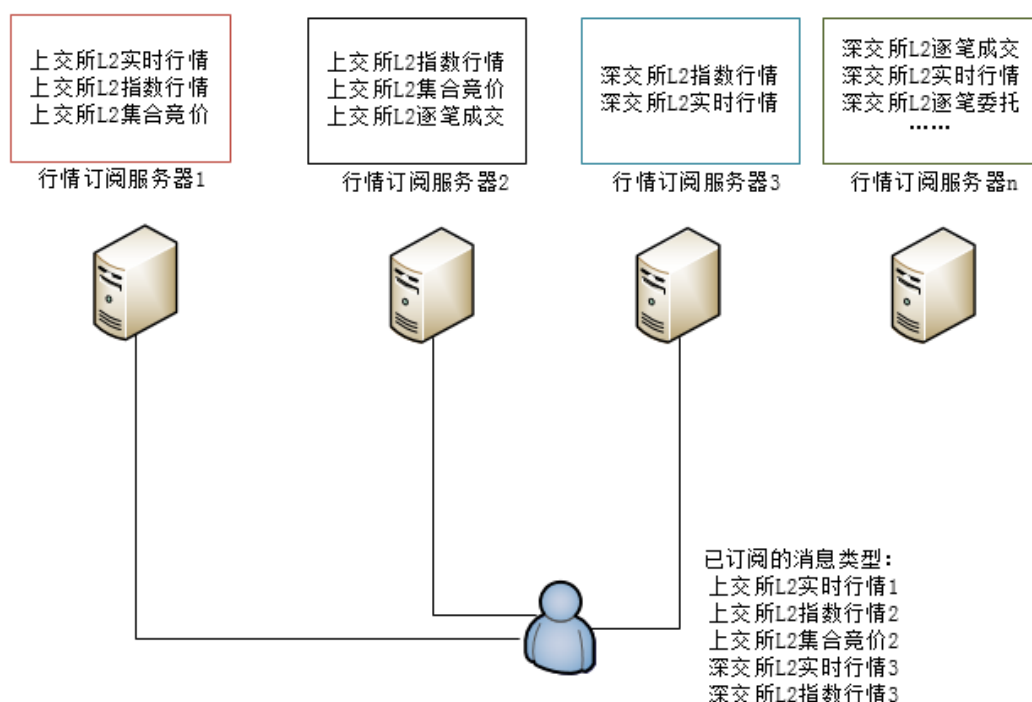 上交所L2实时行情
上交所L2指数行情
上交所L2集合竞价
行情订阅服务器1
上交所L2指数行情
上交所L2集合竞价
上交所L2逐笔成交
行情订阅服务器2
深交所L2指数行情
深交所L2实时行情
行情订阅服务器3
深交所L2逐笔成交
深交所L2实时行情
深交所L2逐笔委托
……
行情订阅服务器n
已订阅的消息类型：
上交所L2实时行情1
上交所L2指数行情2
上交所L2集合竞价2
深交所L2实时行情3
深交所L2指数行情3